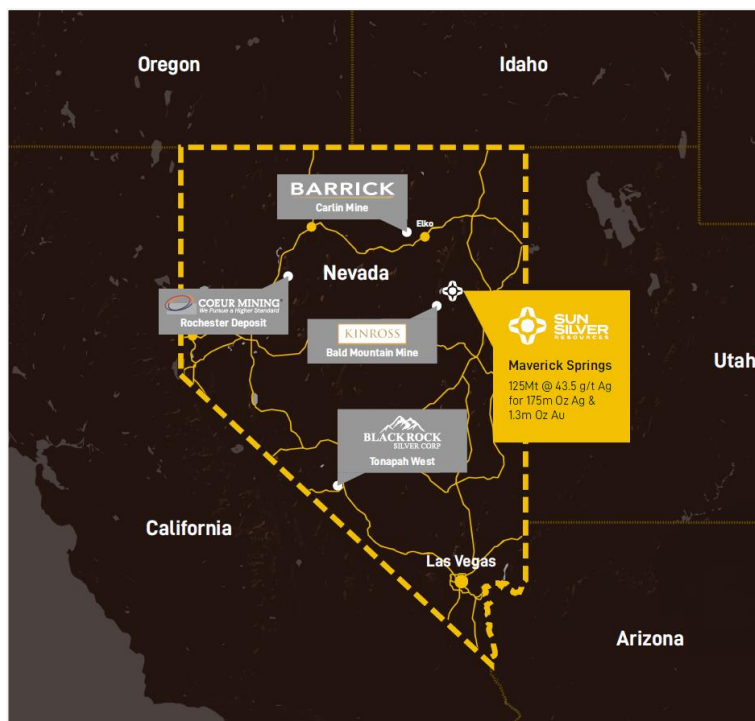 Oregon
Idaho
BARRICK
Carlin Mine
Elko
Nevada
COEUR MINING
We Pursue a Higher Standard
Rochester Deposit
KINROSS
Bald Mountain Mine
SUN
SILVER
RESOURCES
Maverick Springs
125Mt @ 43.5 g/t Ag
for 175m Oz Ag &
1.3m Oz Au
Utah
BLACKROCK
SILVER CORP
Tonapah West
California
Las Vegas
Arizona